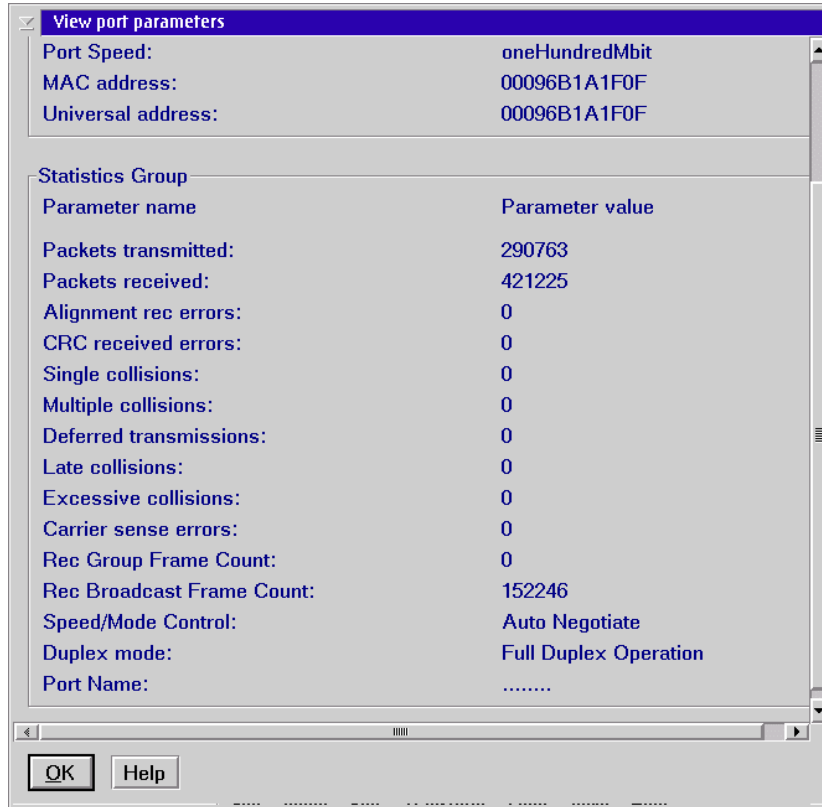 View port parameters
Port Speed: oneHundredMbit
MAC address: 00096B1A1F0F
Universal address: 00096B1A1F0F
Statistics Group
Parameter name Parameter value
Packets transmitted: 290763
Packets received: 421225
Alignment rec errors: 0
CRC received errors: 0
Single collisions: 0
Multiple collisions: 0
Deferred transmissions: 0
Late collisions: 0
Excessive collisions: 0
Carrier sense errors: 0
Rec Group Frame Count: 0
Rec Broadcast Frame Count: 152246
Speed/Mode Control: Auto Negotiate
Duplex mode: Full Duplex Operation
Port Name: ........
OK Help